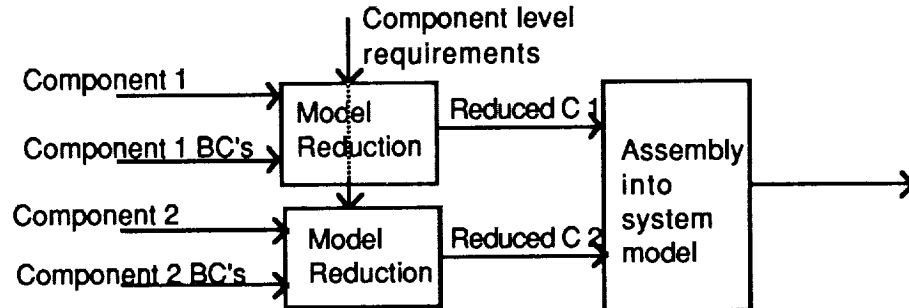 Component level
requirements
Component 1
Component 1 BC's
Model
Reduction
Reduced C 1
Component 2
Component 2 BC's
Model
Reduction
Reduced C 2
Assembly
into
system
model